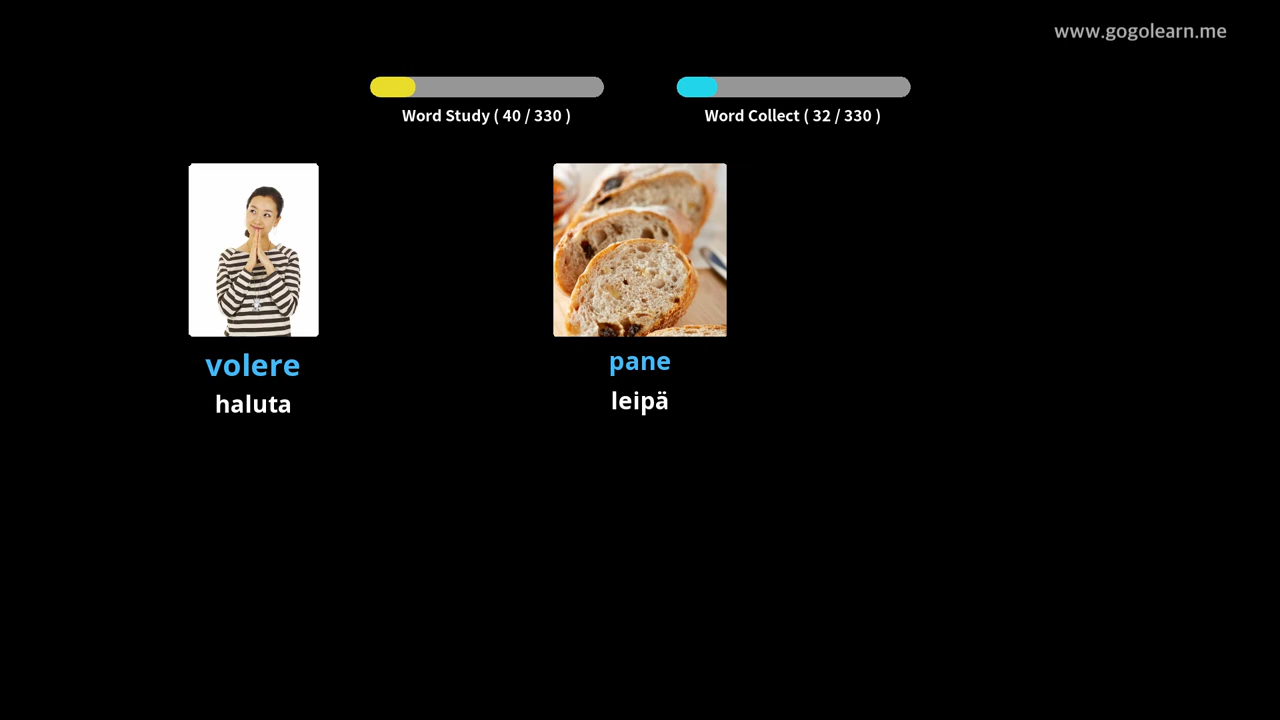 www.gogolearn.me
Word Study ( 40 / 330 )
Word Collect ( 32 / 330 )
volere
haluta
pane
leipä